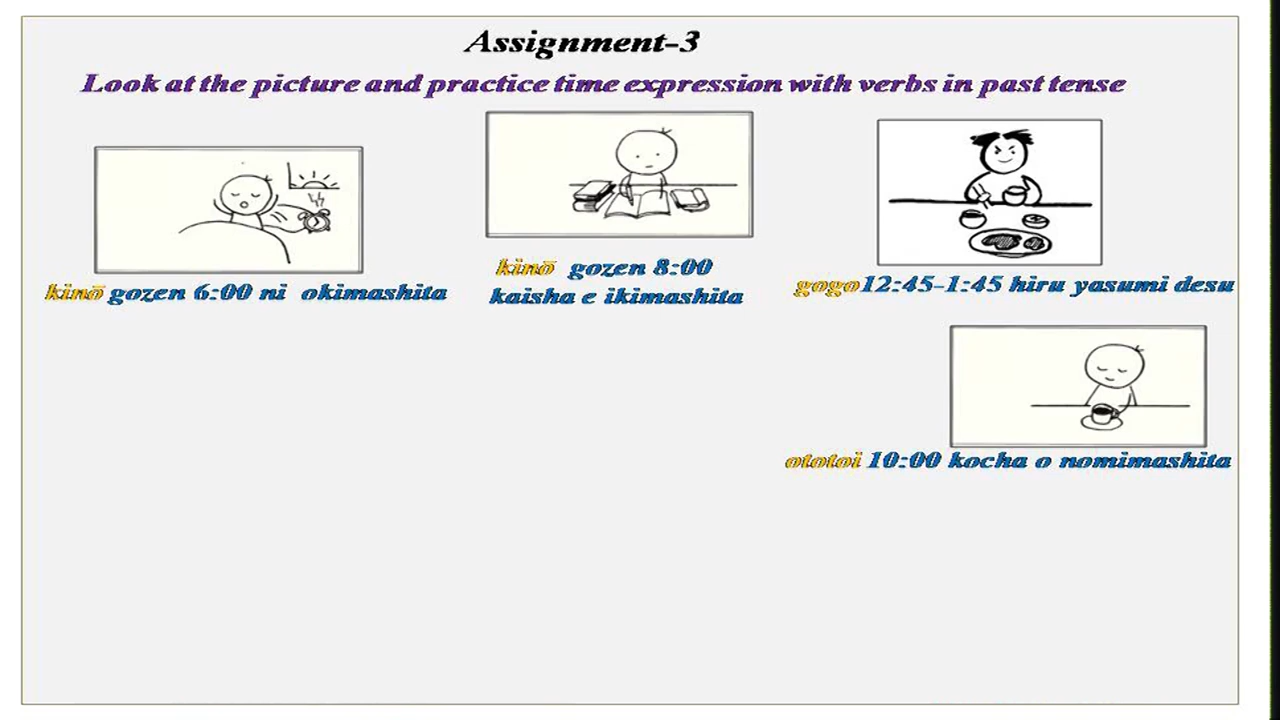 Assignment-3
Look at the picture and practice time expression with verbs in past tense
kinō gozen 6:00 ni okimashita
kinō gozen 8:00
kaisha e ikimashita
gogo 12:45-1:45 hiru yasumi desu
ototoi 10:00 kocha o nomimashita